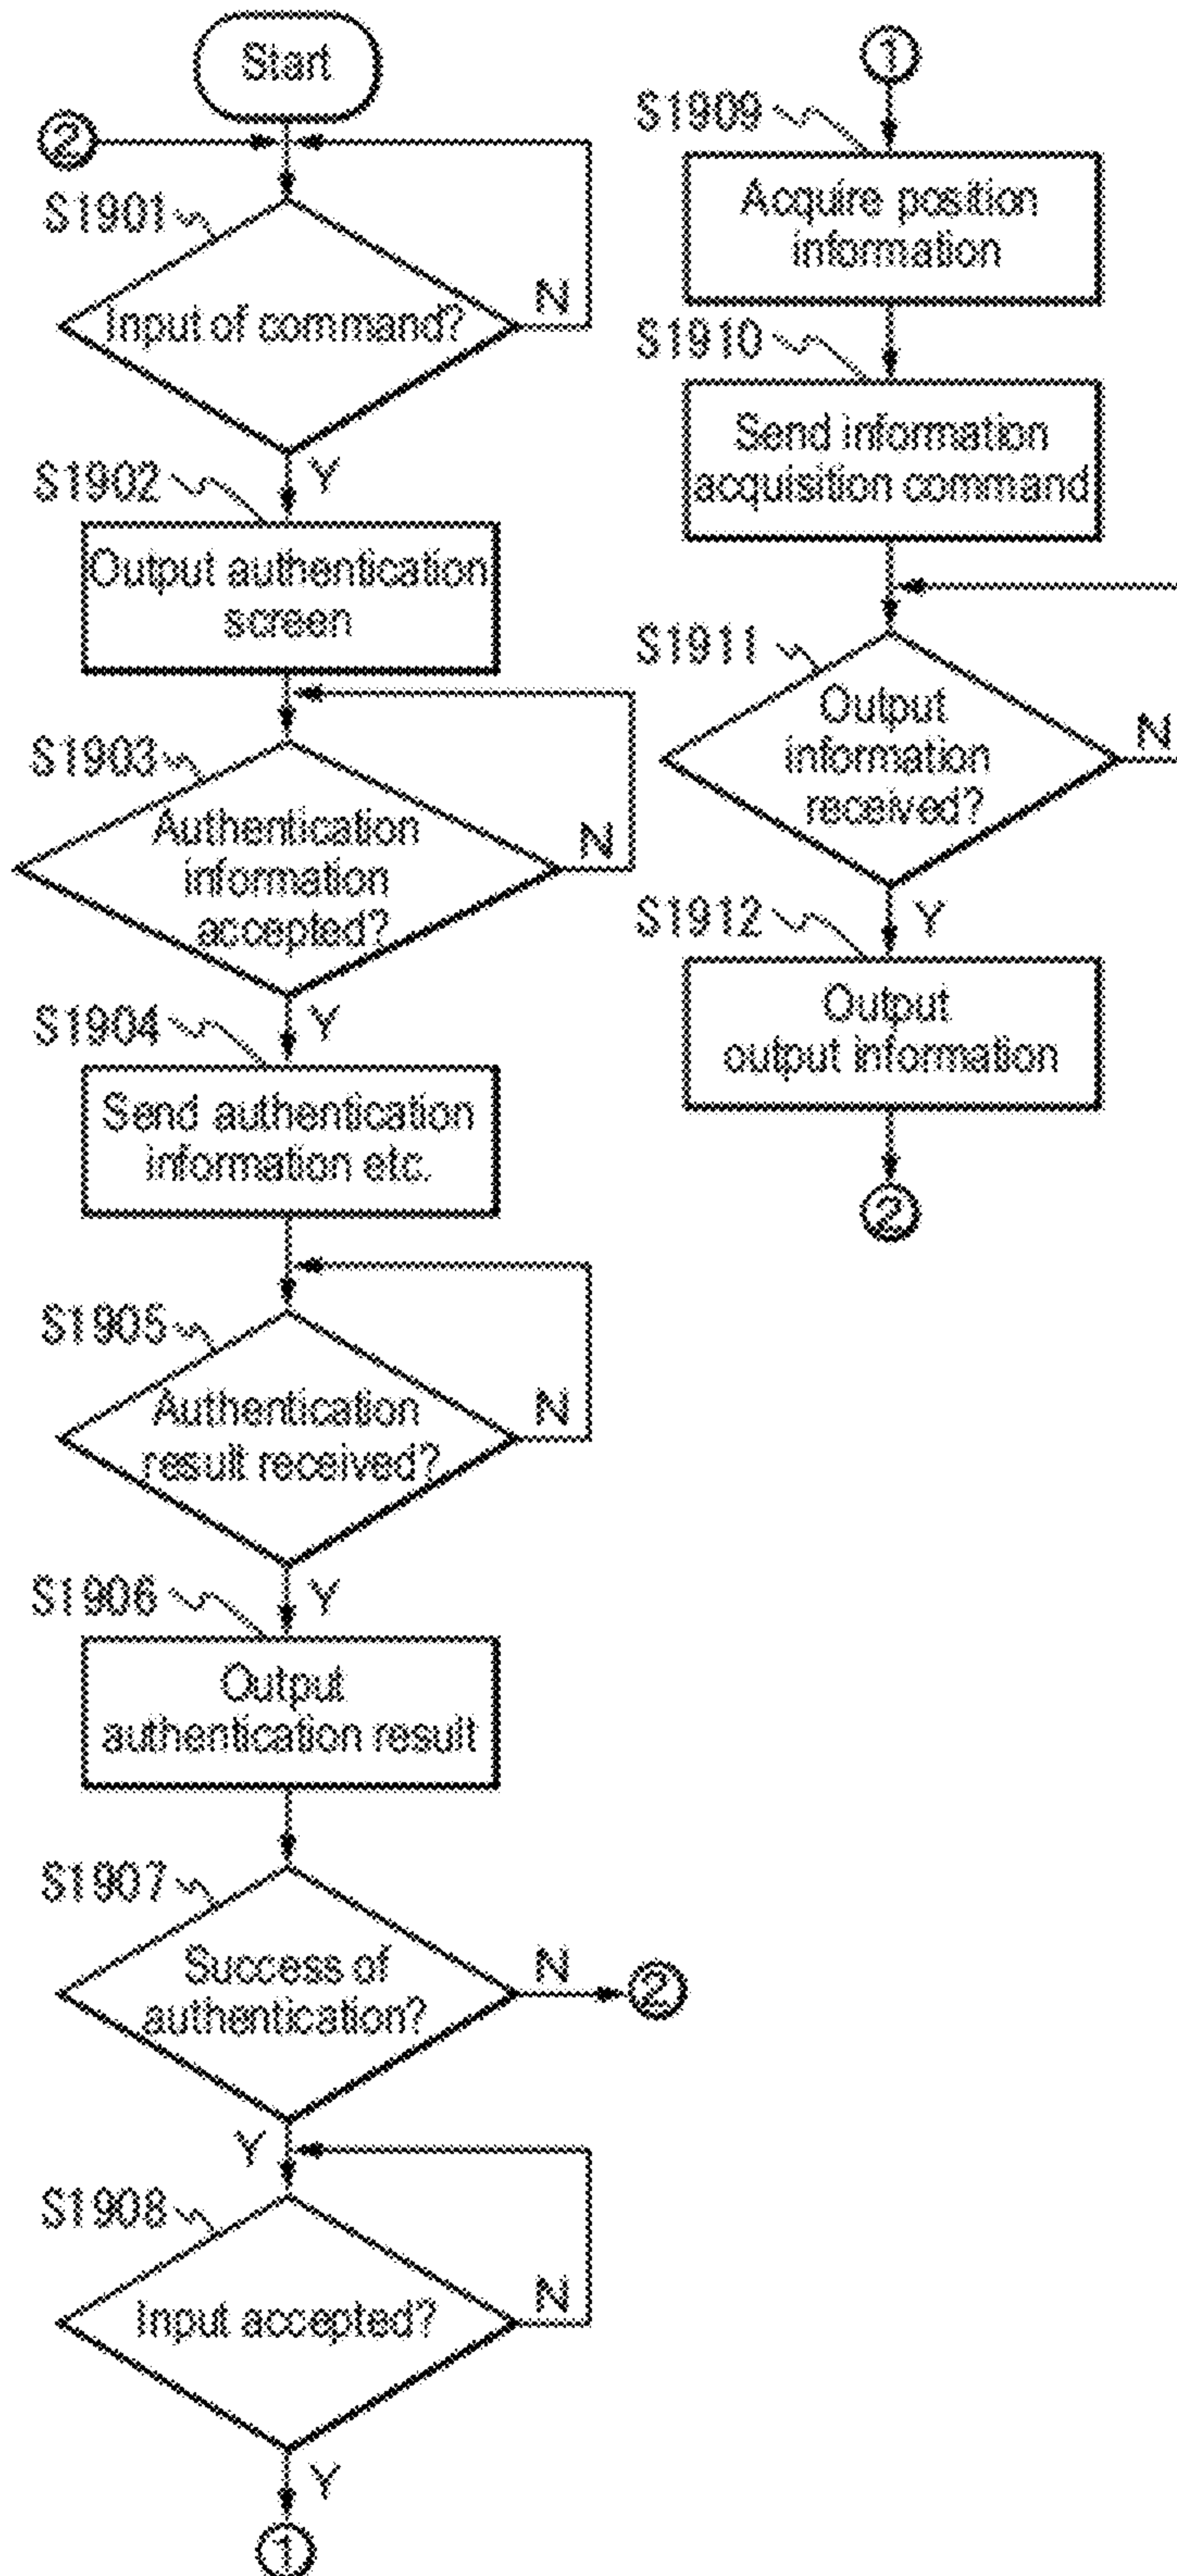 Start
②
S1901
Input of command?
N
Y
S1902
Output authentication
screen
S1903
Authentication
information
accepted?
N
Y
S1904
Send authentication
information etc.
S1905
Authentication
result received?
N
Y
S1906
Output
authentication result
S1907
Success of
authentication?
N
②
Y
S1908
Input accepted?
N
Y
①
①
S1909
Acquire position
information
S1910
Send information
acquisition command
S1911
Output
information
received?
N
Y
S1912
Output
output information
②